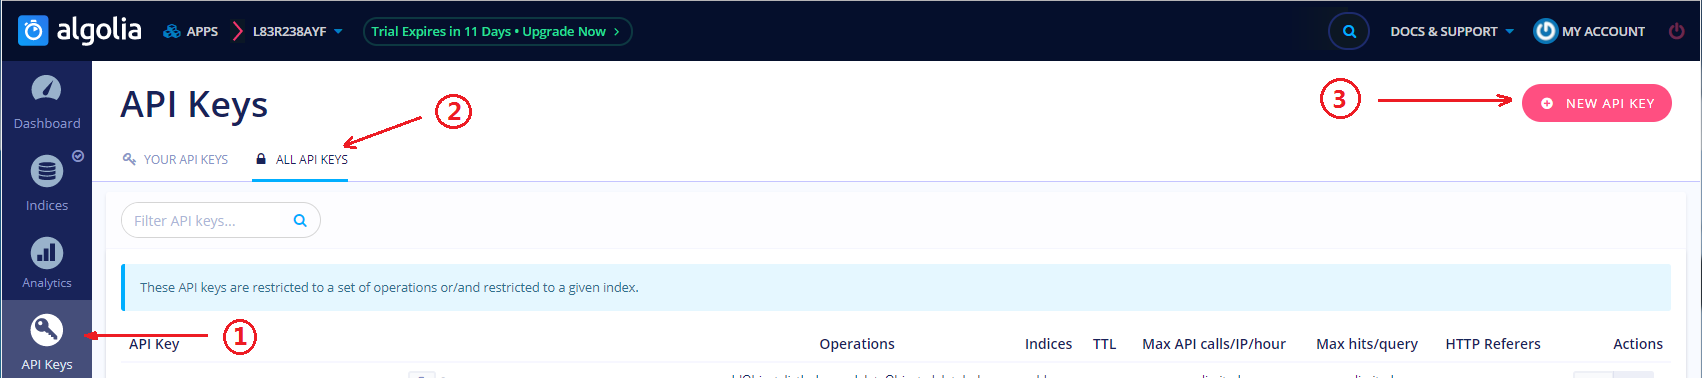 algolia APPS L83R238AYF Trial Expires in 11 Days • Upgrade Now DOCS & SUPPORT MY ACCOUNT
Dashboard
Indices
Analytics
API Keys
API Keys
2
3
NEW API KEY
YOUR API KEYS ALL API KEYS
Filter API keys...
These API keys are restricted to a set of operations or/and restricted to a given index.
1
API Key Operations Indices TTL Max API calls/IP/hour Max hits/query HTTP Referers Actions